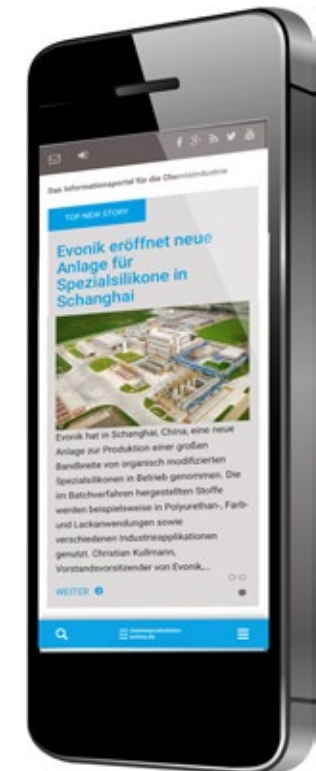 Das Informationsportal für die Chemieindustrie
TOP NEW STORY
Evonik eröffnet neue
Anlage für
Spezialsilikone in
Schanghai
Evonik hat in Schanghai, China, eine neue
Anlage zur Produktion einer großen
Bandbreite von organisch modifizierten
Spezialsilikonen in Betrieb genommen. Die
im Batchverfahren hergestellten Stoffe
werden beispielsweise in Polyurethan-, Farb-
und Lackanwendungen sowie
verschiedenen Industrieapplikationen
genutzt. Christian Kullmann,
Vorstandsvorsitzender von Evonik,...
WEITER